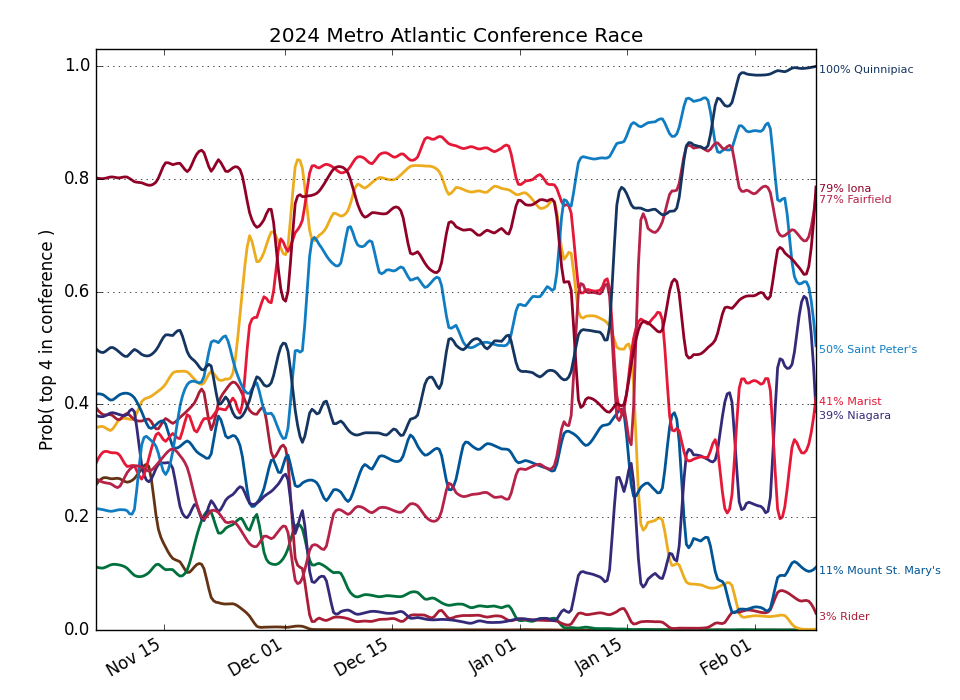 2024 Metro Atlantic Conference Race
Prob( top 4 in conference )
1.0
0.8
0.6
0.4
0.2
0.0
Nov 15
Dec 01
Dec 15
Jan 01
Jan 15
Feb 01
100% Quinnipiac
79% Iona
77% Fairfield
50% Saint Peter's
41% Marist
39% Niagara
11% Mount St. Mary's
3% Rider